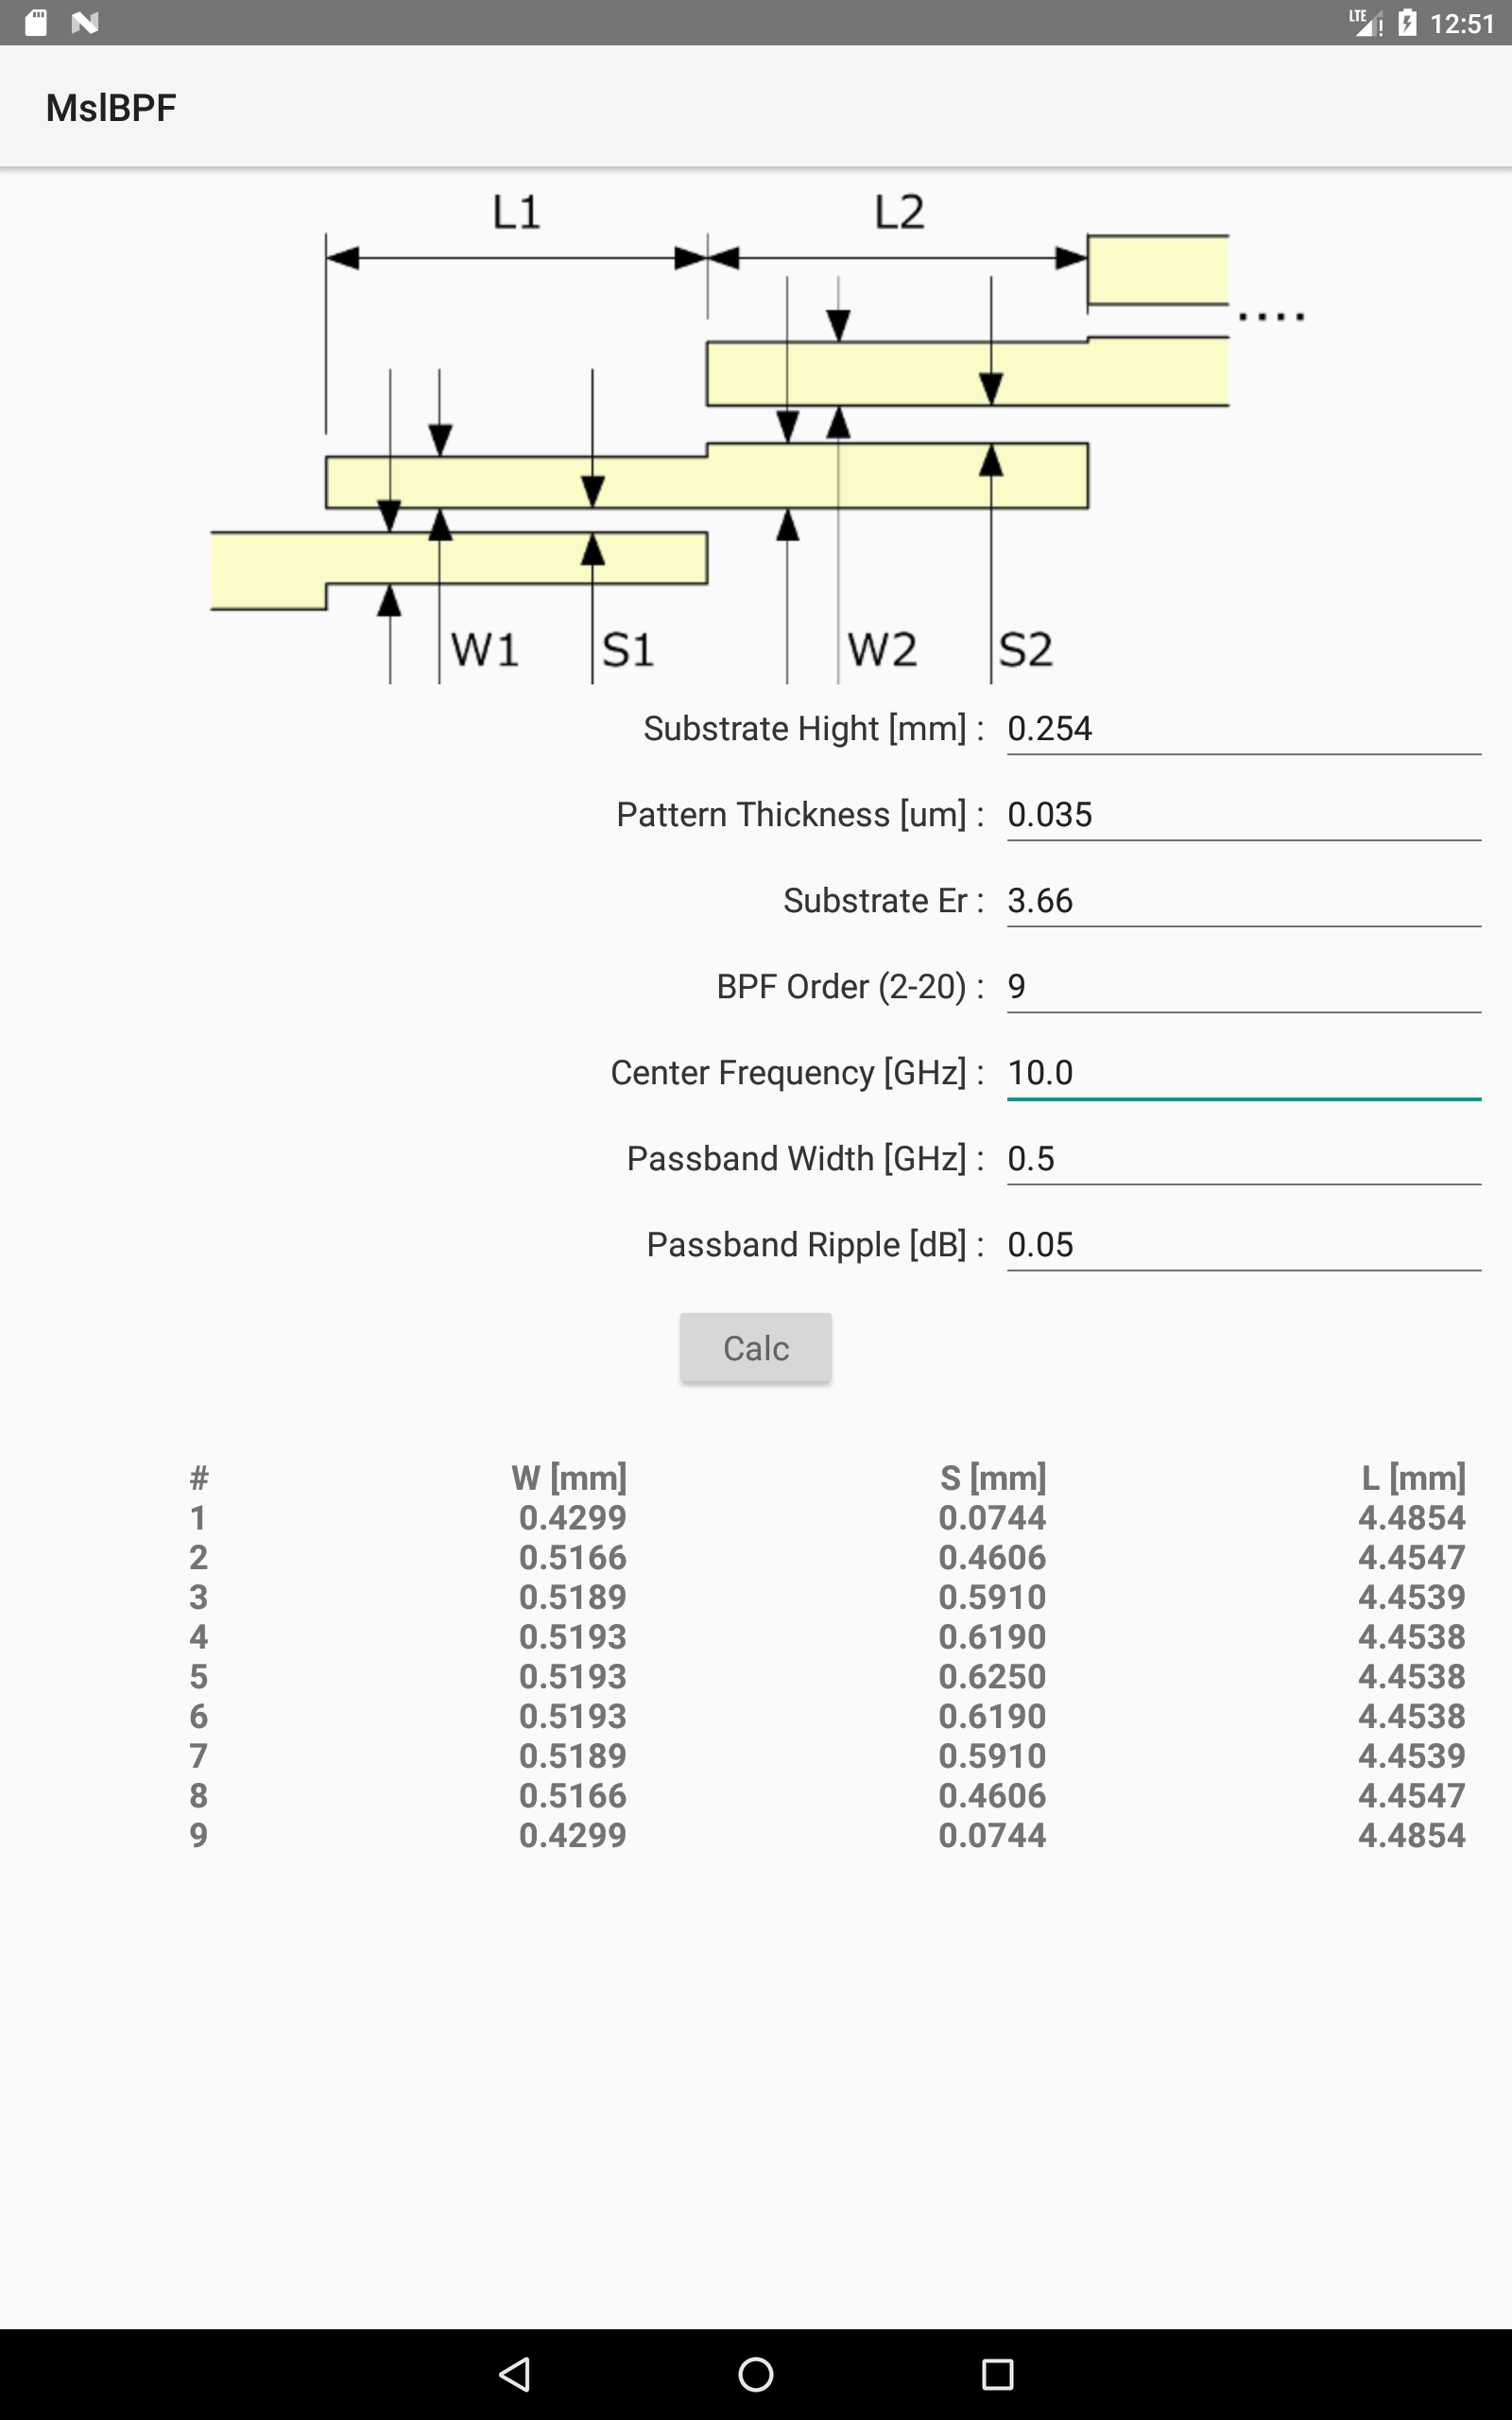 LTE 12:51
MslBPF
L1 L2
....
W1 S1 W2 S2
Substrate Hight [mm] : 0.254
Pattern Thickness [um] : 0.035
Substrate Er : 3.66
BPF Order (2-20) : 9
Center Frequency [GHz] : 10.0
Passband Width [GHz] : 0.5
Passband Ripple [dB] : 0.05
Calc
# W [mm] S [mm] L [mm]
1 0.4299 0.0744 4.4854
2 0.5166 0.4606 4.4547
3 0.5189 0.5910 4.4539
4 0.5193 0.6190 4.4538
5 0.5193 0.6250 4.4538
6 0.5193 0.6190 4.4538
7 0.5189 0.5910 4.4539
8 0.5166 0.4606 4.4547
9 0.4299 0.0744 4.4854